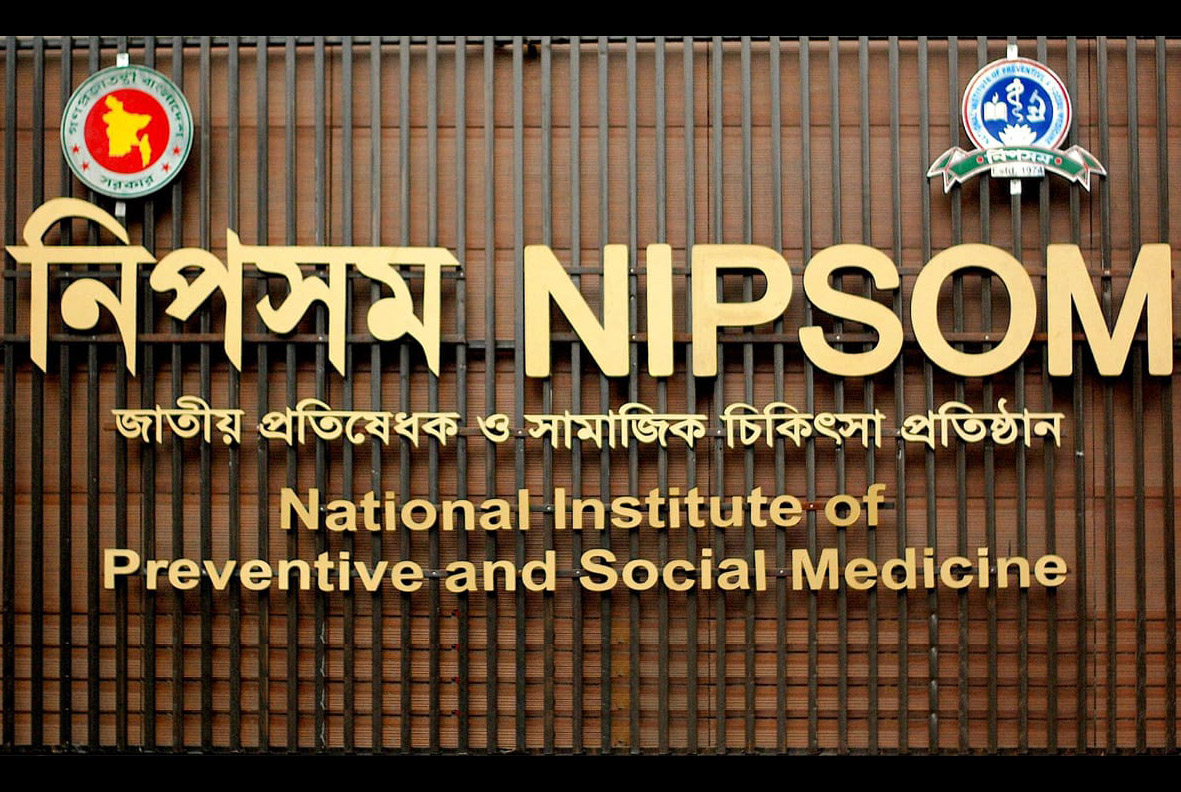 গণপ্রজাতন্ত্রী বাংলাদেশ
সরকার
NATIONAL INSTITUTE OF PREVENTIVE & SOCIAL MEDICINE
নিপসম
Estd. 1974
নিপসম NIPSOM
জাতীয় প্রতিষেধক ও সামাজিক চিকিৎসা প্রতিষ্ঠান
National Institute of
Preventive and Social Medicine